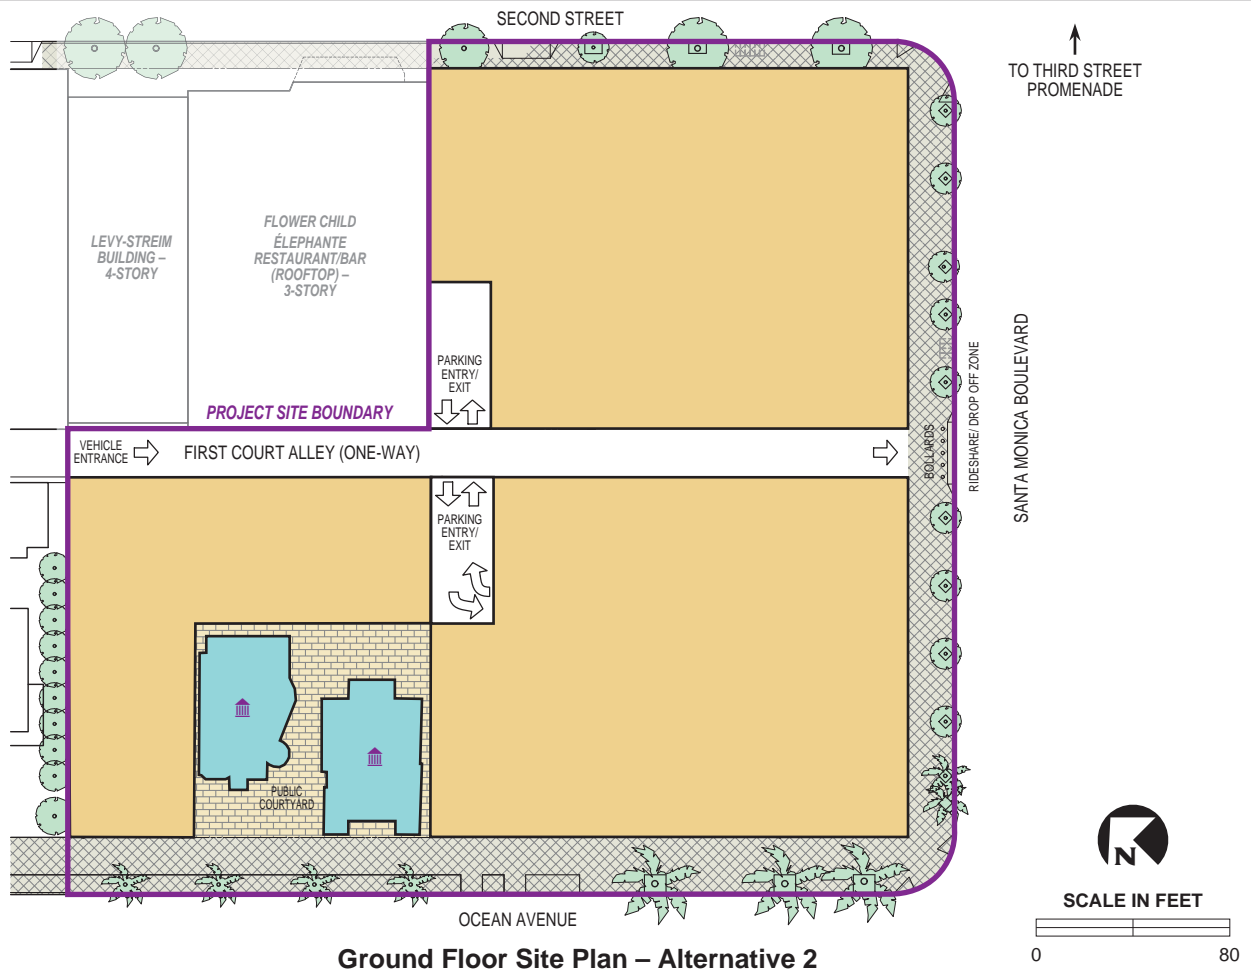 SECOND STREET
TO THIRD STREET
PROMENADE
LEVY-STREIM
BUILDING –
4-STORY
FLOWER CHILD
ÉLEPHANTE
RESTAURANT/BAR
(ROOFTOP) –
3-STORY
PARKING
ENTRY/
EXIT
PROJECT SITE BOUNDARY
VEHICLE
ENTRANCE
FIRST COURT ALLEY (ONE-WAY)
BOLLARDS
RIDESHARE/ DROP OFF ZONE
SANTA MONICA BOULEVARD
PARKING
ENTRY/
EXIT
PUBLIC
COURTYARD
N
SCALE IN FEET
0 80
OCEAN AVENUE
Ground Floor Site Plan – Alternative 2